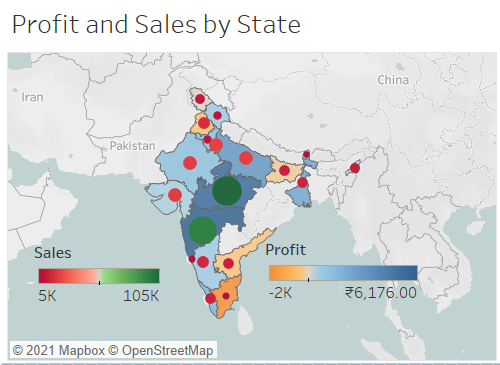 Profit and Sales by State
China
Iran
Pakistan
Sales
5K
105K
Profit
-2K
₹6,176.00
© 2021 Mapbox © OpenStreetMap